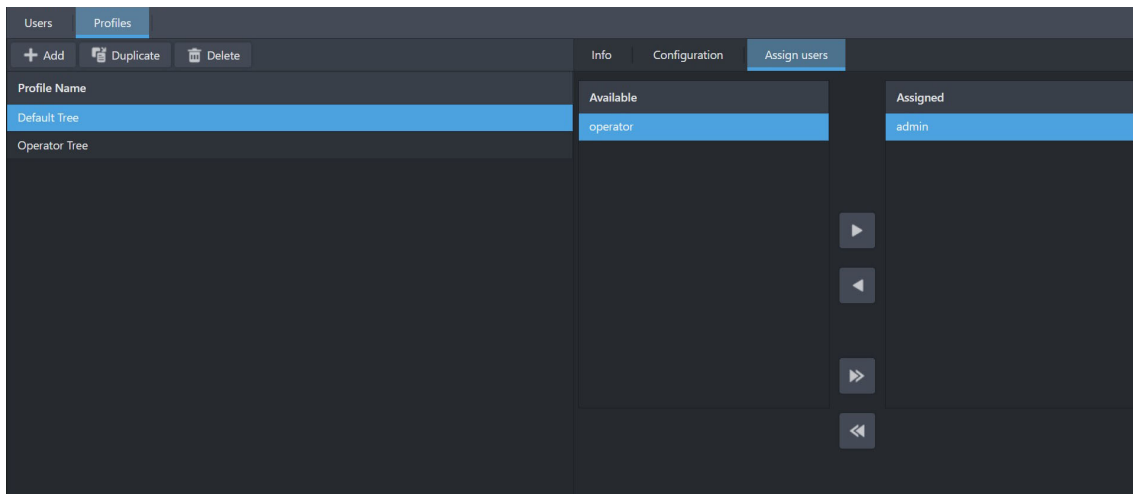 Users Profiles
Add Duplicate Delete
Profile Name
Default Tree
Operator Tree
Info Configuration Assign users
Available Assigned
operator admin